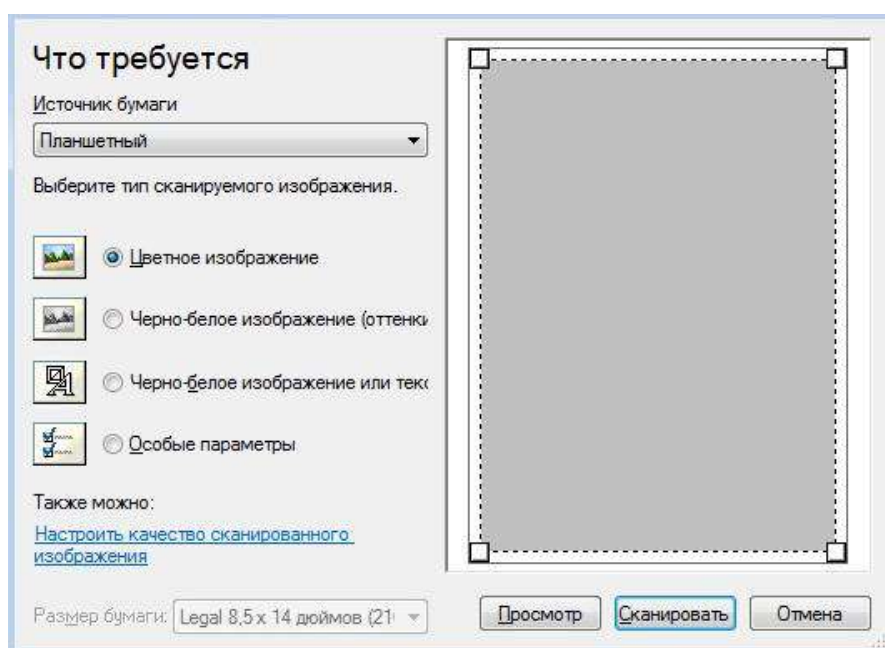 Что требуется
Источник бумаги
Планшетный
Выберите тип сканируемого изображения.
Цветное изображение
Черно-белое изображение (оттенки
Черно-белое изображение или текс
Особые параметры
Также можно:
Настроить качество сканированного
изображения
Размер бумаги: Legal 8,5 x 14 дюймов (21
Просмотр Сканировать Отмена